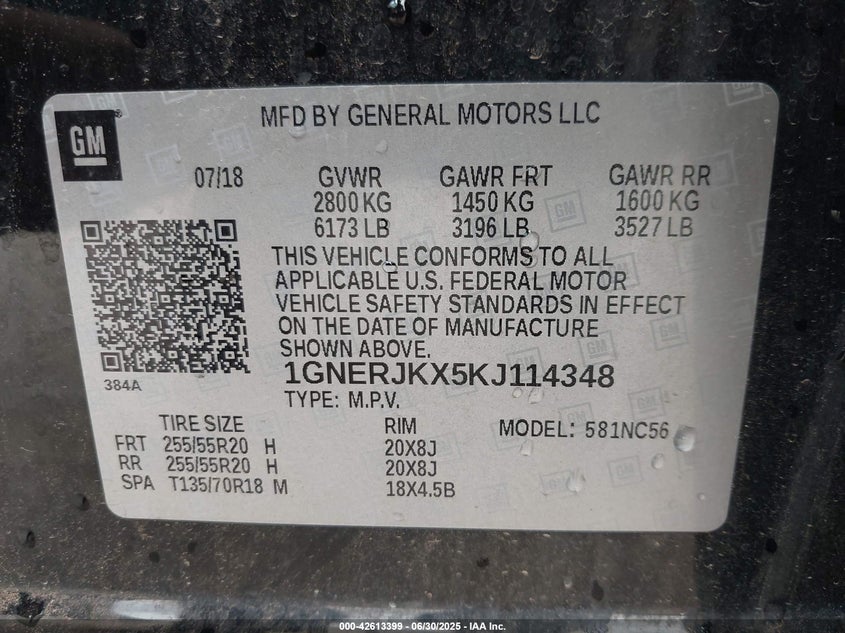 GM
MFD BY GENERAL MOTORS LLC
07/18 GVWR GAWR FRT GAWR RR
2800 KG 1450 KG 1600 KG
6173 LB 3196 LB 3527 LB
THIS VEHICLE CONFORMS TO ALL
APPLICABLE U.S. FEDERAL MOTOR
VEHICLE SAFETY STANDARDS IN EFFECT
ON THE DATE OF MANUFACTURE
SHOWN ABOVE.
384A
1GNERJKX5KJ114348
TYPE: M.P.V.
TIRE SIZE RIM MODEL: 581NC56
FRT 255/55R20 H 20X8J
RR 255/55R20 H 20X8J
SPA T135/70R18 M 18X4.5B
000-42613399 - 06/30/2025 - IAA Inc.